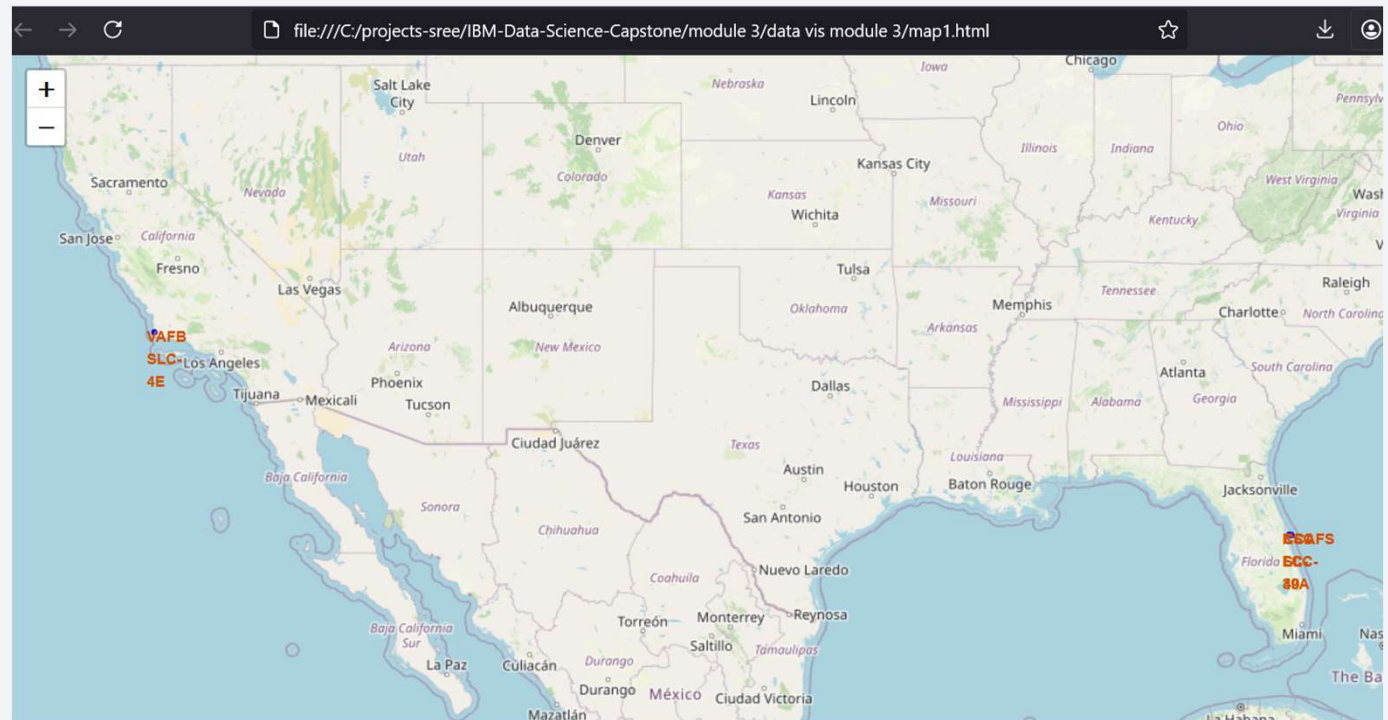 file:///C:/projects-sree/IBM-Data-Science-Capstone/module 3/data vis module 3/map1.html
+
−
Salt Lake
City
Nebraska
Iowa
Chicago
Lincoln
Denver
Utah
Colorado
Kansas City
Illinois
Indiana
Ohio
Sacramento
Nevada
Kansas
Wichita
Missouri
West Virginia
Kentucky
Virginia
San Jose
California
Fresno
Las Vegas
Tulsa
Albuquerque
Oklahoma
Memphis
Tennessee
Raleigh
Charlotte
North Carolina
Arkansas
VAFB
SLC-
4E
Los Angeles
Arizona
New Mexico
Phoenix
Tucson
Tijuana
Mexicali
Dallas
Mississippi
Alabama
Atlanta
Georgia
South Carolina
Ciudad Juárez
Texas
Louisiana
Baja California
Sonora
Austin
Houston
Baton Rouge
Jacksonville
Chihuahua
San Antonio
Coahuila
Nuevo Laredo
Florida
Torreón
Monterrey
Reynosa
Saltillo
Tamaulipas
Baja California
Sur
La Paz
Culiacán
Durango
Durango
México
Ciudad Victoria
Mazatlán
Miami
La Habana